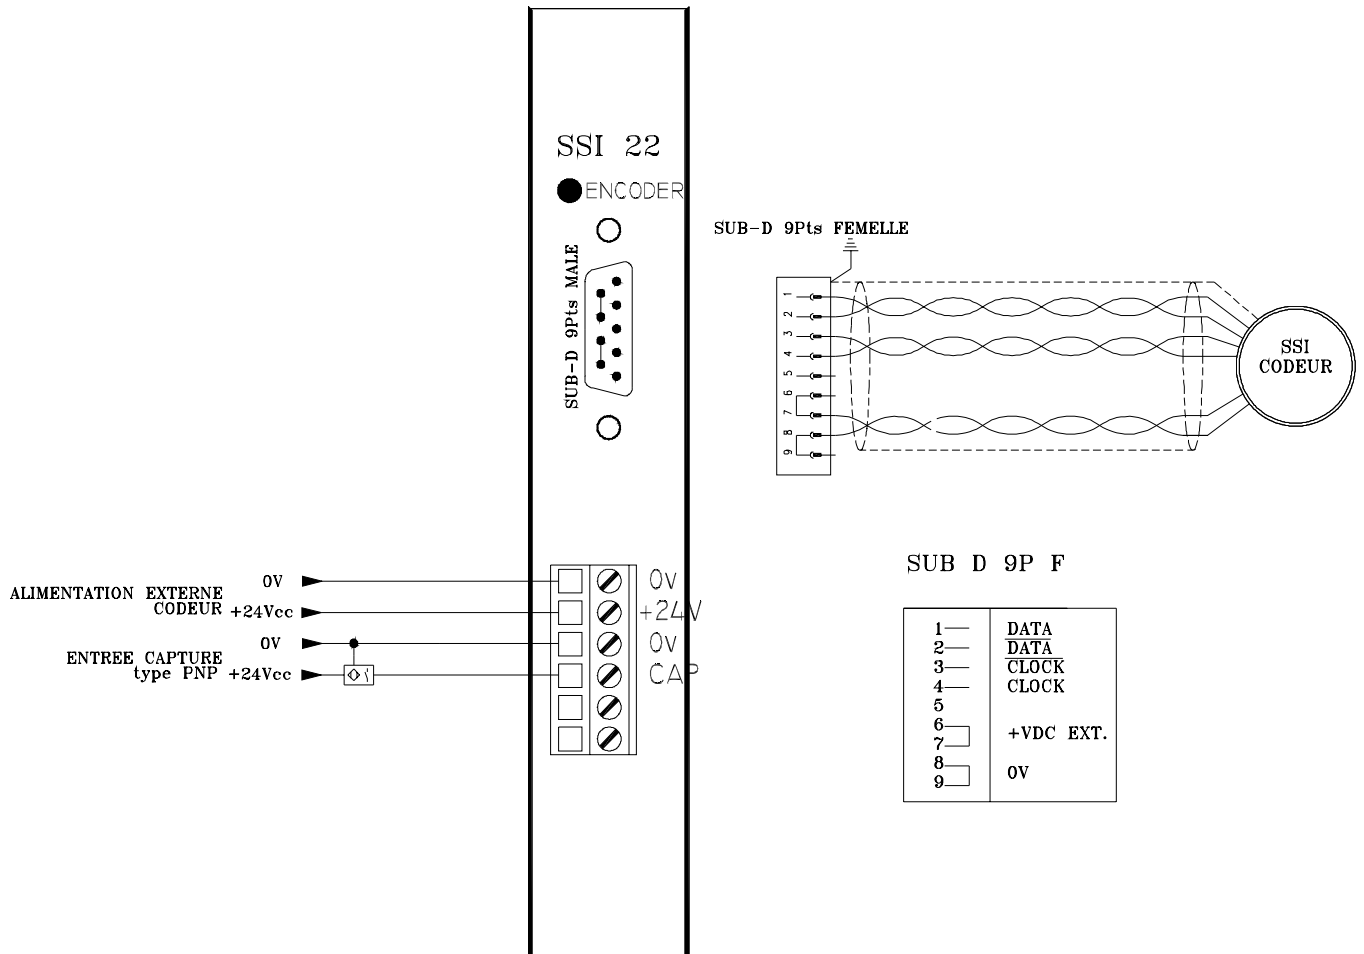 SSI 22
ENCODER
SUB-D 9Pts MALE
SUB-D 9Pts FEMELLE
1
2
3
4
5
6
7
8
9
SSI
CODEUR
ALIMENTATION EXTERNE
CODEUR
0V
+24Vcc
0V
ENTREE CAPTURE
type PNP +24Vcc
0V
+24V
0V
CAP
SUB D 9P F
1 DATA
2 DATA
3 CLOCK
4 CLOCK
5
6
7
+VDC EXT.
8
9
0V